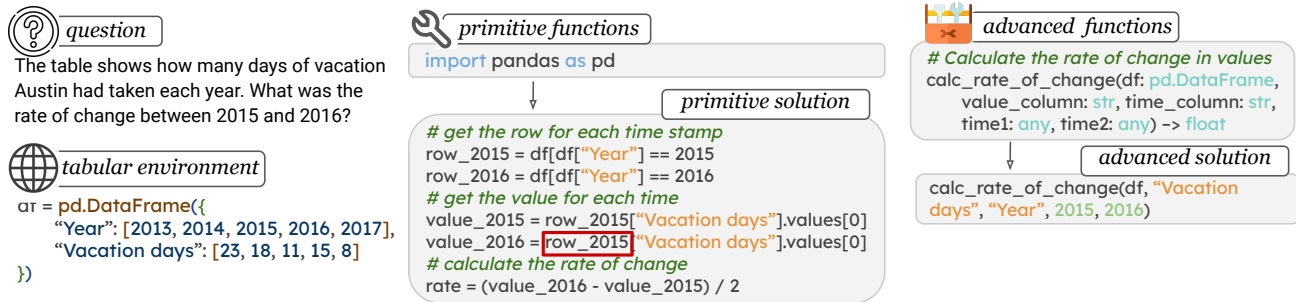 question
The table shows how many days of vacation
Austin had taken each year. What was the
rate of change between 2015 and 2016?
tabular environment
df = pd.DataFrame({
“Year”: [2013, 2014, 2015, 2016, 2017],
“Vacation days”: [23, 18, 11, 15, 8]
})
primitive functions
import pandas as pd
primitive solution
# get the row for each time stamp
row_2015 = df[df[“Year”] == 2015
row_2016 = df[df[“Year”] == 2016
# get the value for each time
value_2015 = row_2015[“Vacation days”].values[0]
value_2016 = row_2015[“Vacation days”].values[0]
# calculate the rate of change
rate = (value_2016 - value_2015) / 2
advanced functions
# Calculate the rate of change in values
calc_rate_of_change(df: pd.DataFrame,
value_column: str, time_column: str,
time1: any, time2: any) -> float
advanced solution
calc_rate_of_change(df, “Vacation
days”, “Year”, 2015, 2016)